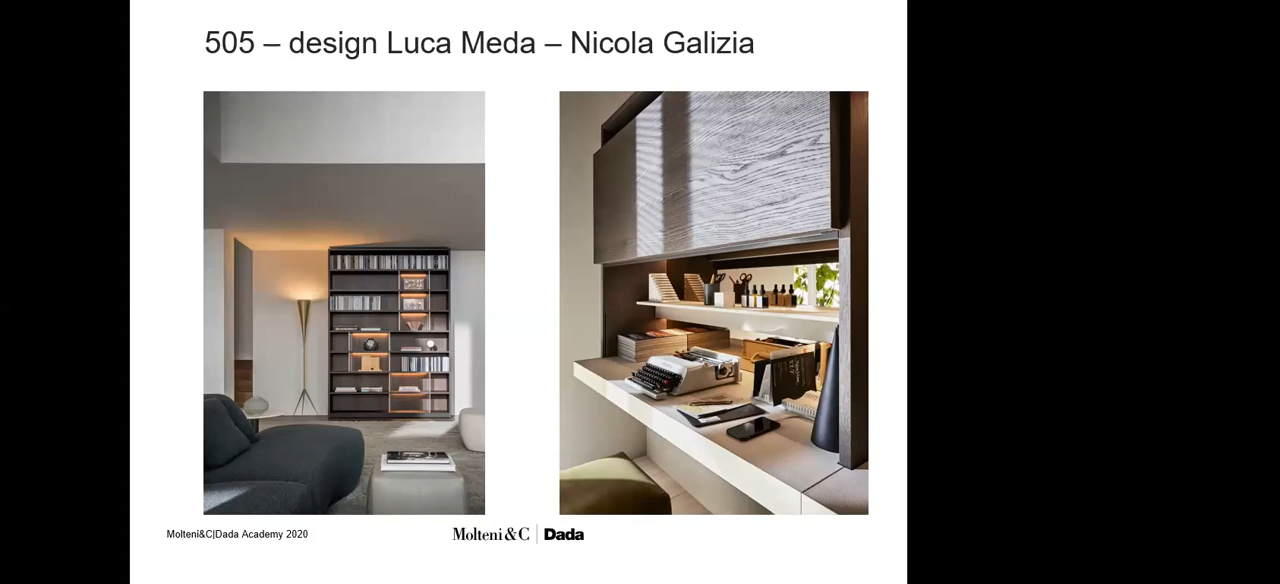 505 – design Luca Meda – Nicola Galizia
Molteni&C|Dada Academy 2020
Molteni&C | Dada